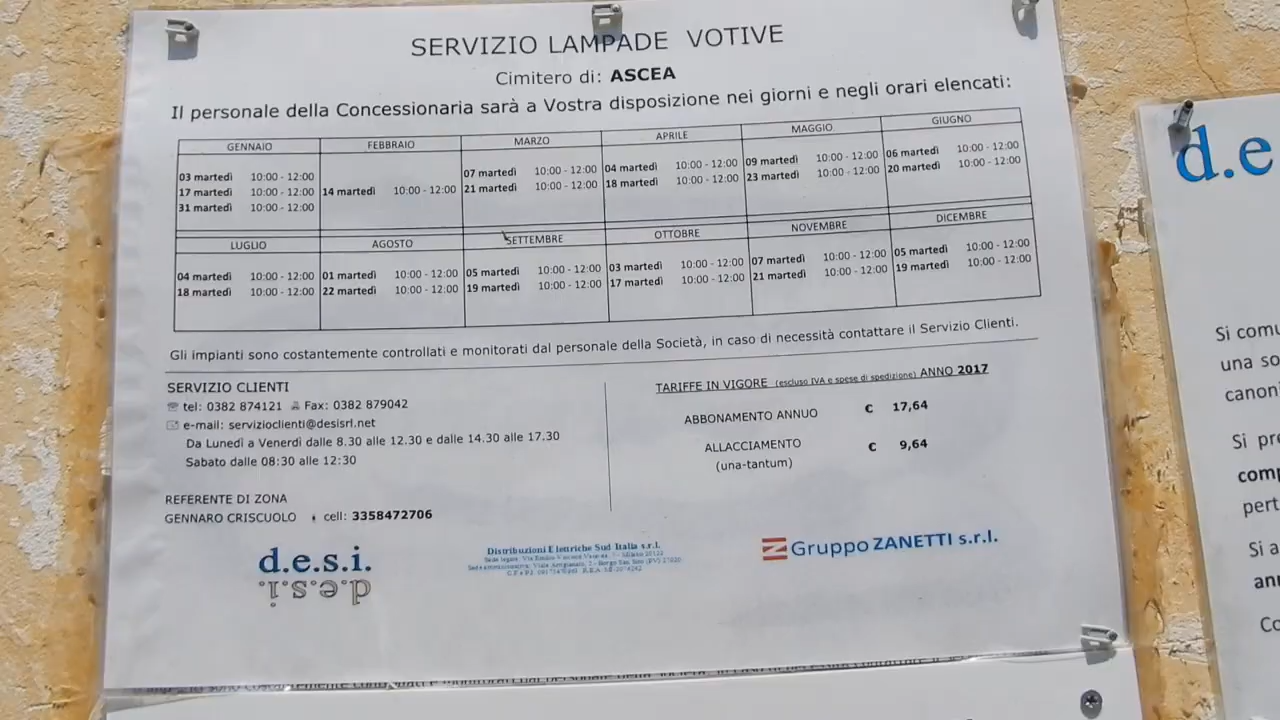 SERVIZIO LAMPADE VOTIVE
Cimitero di: ASCEA
Il personale della Concessionaria sarà a Vostra disposizione nei giorni e negli orari elencati:
GENNAIO FEBBRAIO MARZO APRILE MAGGIO GIUGNO
03 martedì 10:00 - 12:00
17 martedì 10:00 - 12:00
31 martedì 10:00 - 12:00
14 martedì 10:00 - 12:00
07 martedì 10:00 - 12:00
21 martedì 10:00 - 12:00
04 martedì 10:00 - 12:00
18 martedì 10:00 - 12:00
09 martedì 10:00 - 12:00
23 martedì 10:00 - 12:00
06 martedì 10:00 - 12:00
20 martedì 10:00 - 12:00
LUGLIO AGOSTO SETTEMBRE OTTOBRE NOVEMBRE DICEMBRE
04 martedì 10:00 - 12:00
18 martedì 10:00 - 12:00
01 martedì 10:00 - 12:00
22 martedì 10:00 - 12:00
05 martedì 10:00 - 12:00
19 martedì 10:00 - 12:00
03 martedì 10:00 - 12:00
17 martedì 10:00 - 12:00
07 martedì 10:00 - 12:00
21 martedì 10:00 - 12:00
05 martedì 10:00 - 12:00
19 martedì 10:00 - 12:00
Gli impianti sono costantemente controllati e monitorati dal personale della Società, in caso di necessità contattare il Servizio Clienti.
SERVIZIO CLIENTI
tel: 0382 874121 Fax: 0382 879042
e-mail: servizioclienti@desisrl.net
Da Lunedì a Venerdì dalle 8.30 alle 12.30 e dalle 14.30 alle 17.30
Sabato dalle 08:30 alle 12:30
REFERENTE DI ZONA
GENNARO CRISCUOLO cell: 3358472706
TARIFFE IN VIGORE (escluso IVA e spese di spedizione) ANNO 2017
ABBONAMENTO ANNUO € 17,64
ALLACCIAMENTO € 9,64
(una-tantum)
d.e.s.i.
d.e.s.i.
Distribuzioni Elettriche Sud Italia s.r.l.
Gruppo ZANETTI s.r.l.
d.e
Si comu
una so
canon
Si pre
comp
pert
Si a
ann
Co